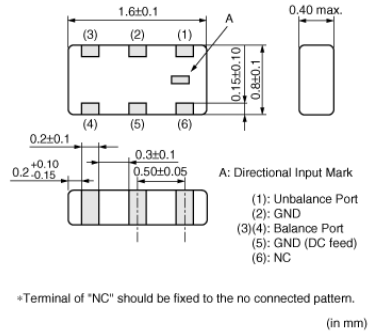 1.6±0.1
A
0.40 max.
(3) (2) (1)
0.15±0.10
0.8±0.1
(4) (5) (6)
0.2±0.1
0.3±0.1
0.2 +0.10 -0.15
0.50±0.05
A: Directional Input Mark
(1): Unbalance Port
(2): GND
(3)(4): Balance Port
(5): GND (DC feed)
(6): NC
*Terminal of "NC" should be fixed to the no connected pattern.
(in mm)